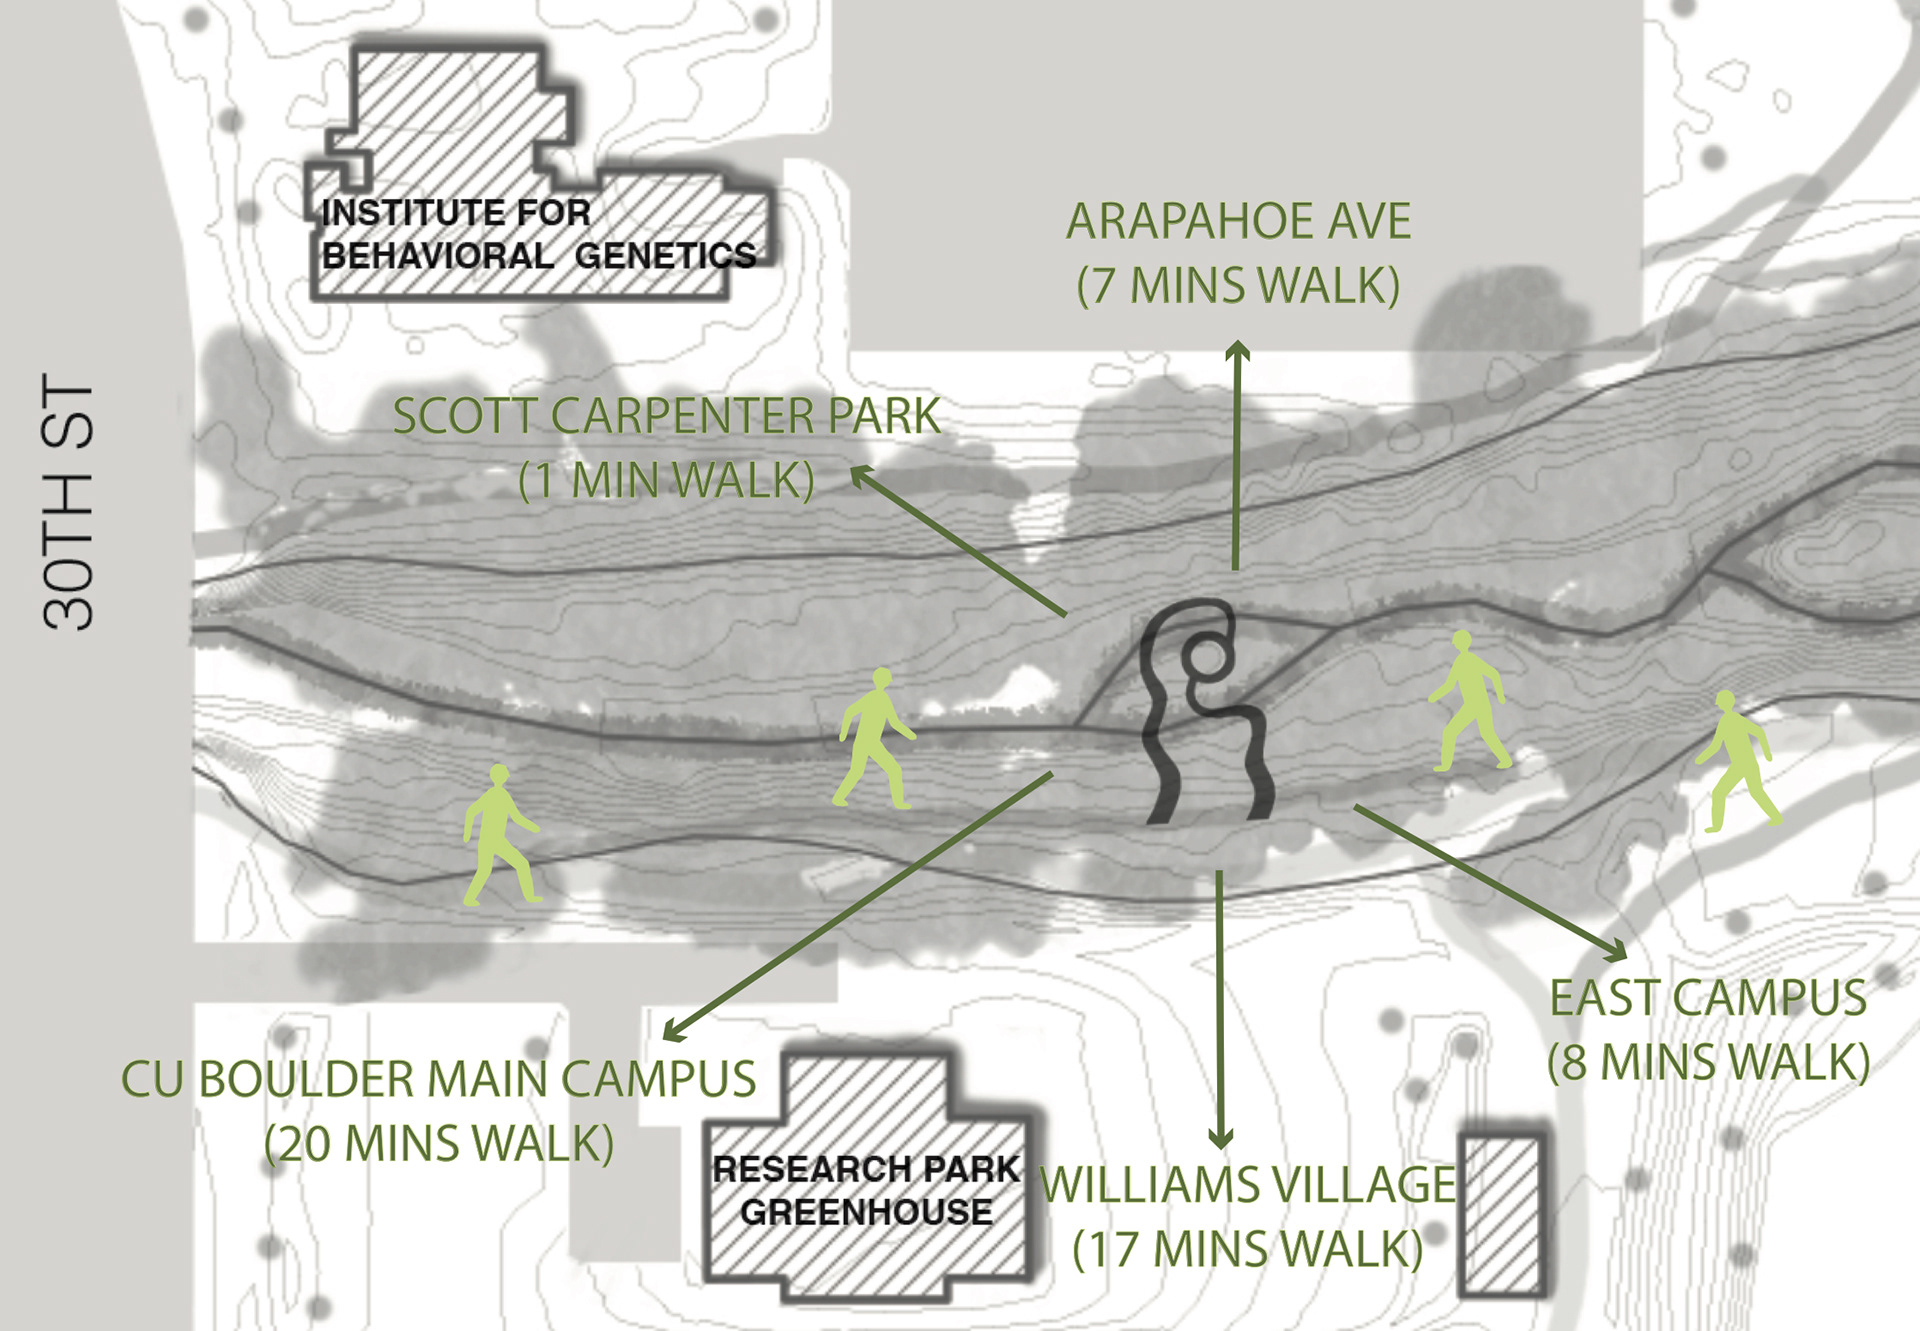 INSTITUTE FOR
BEHAVIORAL GENETICS
ARAPAHOE AVE
(7 MINS WALK)
SCOTT CARPENTER PARK
(1 MIN WALK)
30TH ST
EAST CAMPUS
(8 MINS WALK)
CU BOULDER MAIN CAMPUS
(20 MINS WALK)
RESEARCH PARK
GREENHOUSE
WILLIAMS VILLAGE
(17 MINS WALK)